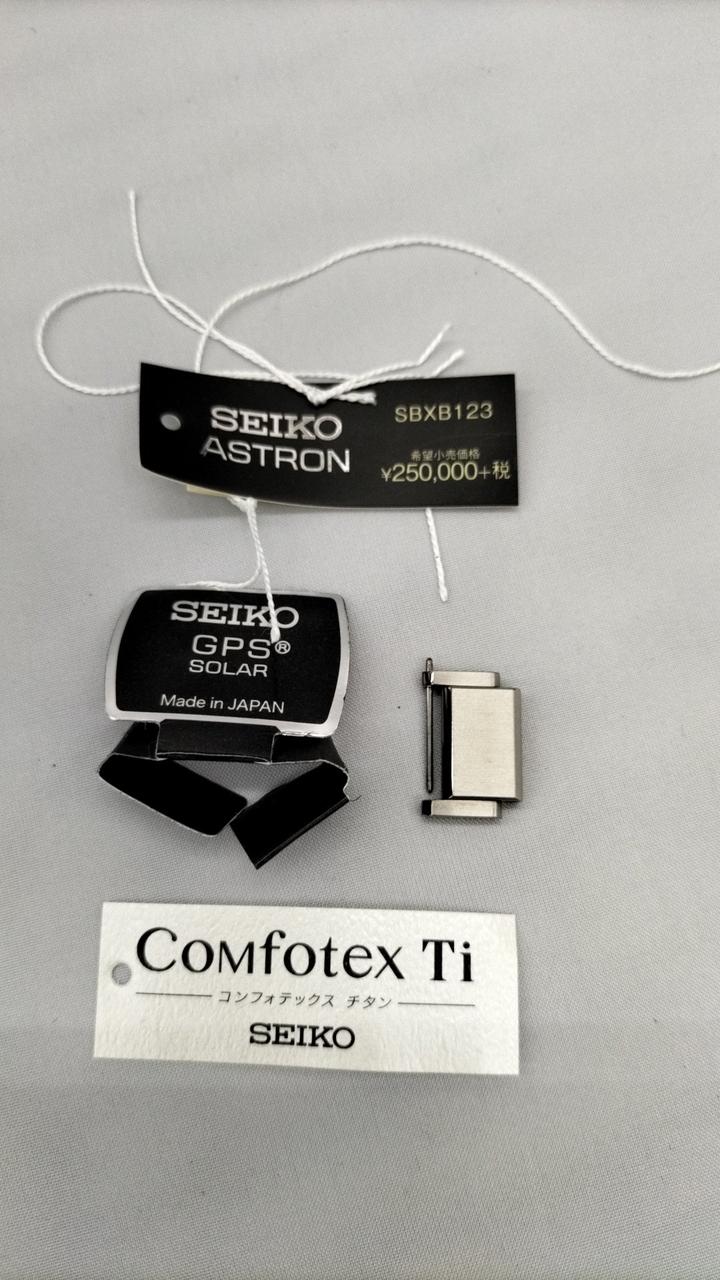 SEIKO
ASTRON
SBXB123
希望小売価格
¥250,000+税
SEIKO
GPS®
SOLAR
Made in JAPAN
CoMfotex Ti
コンフォテックス チタン
SEIKO